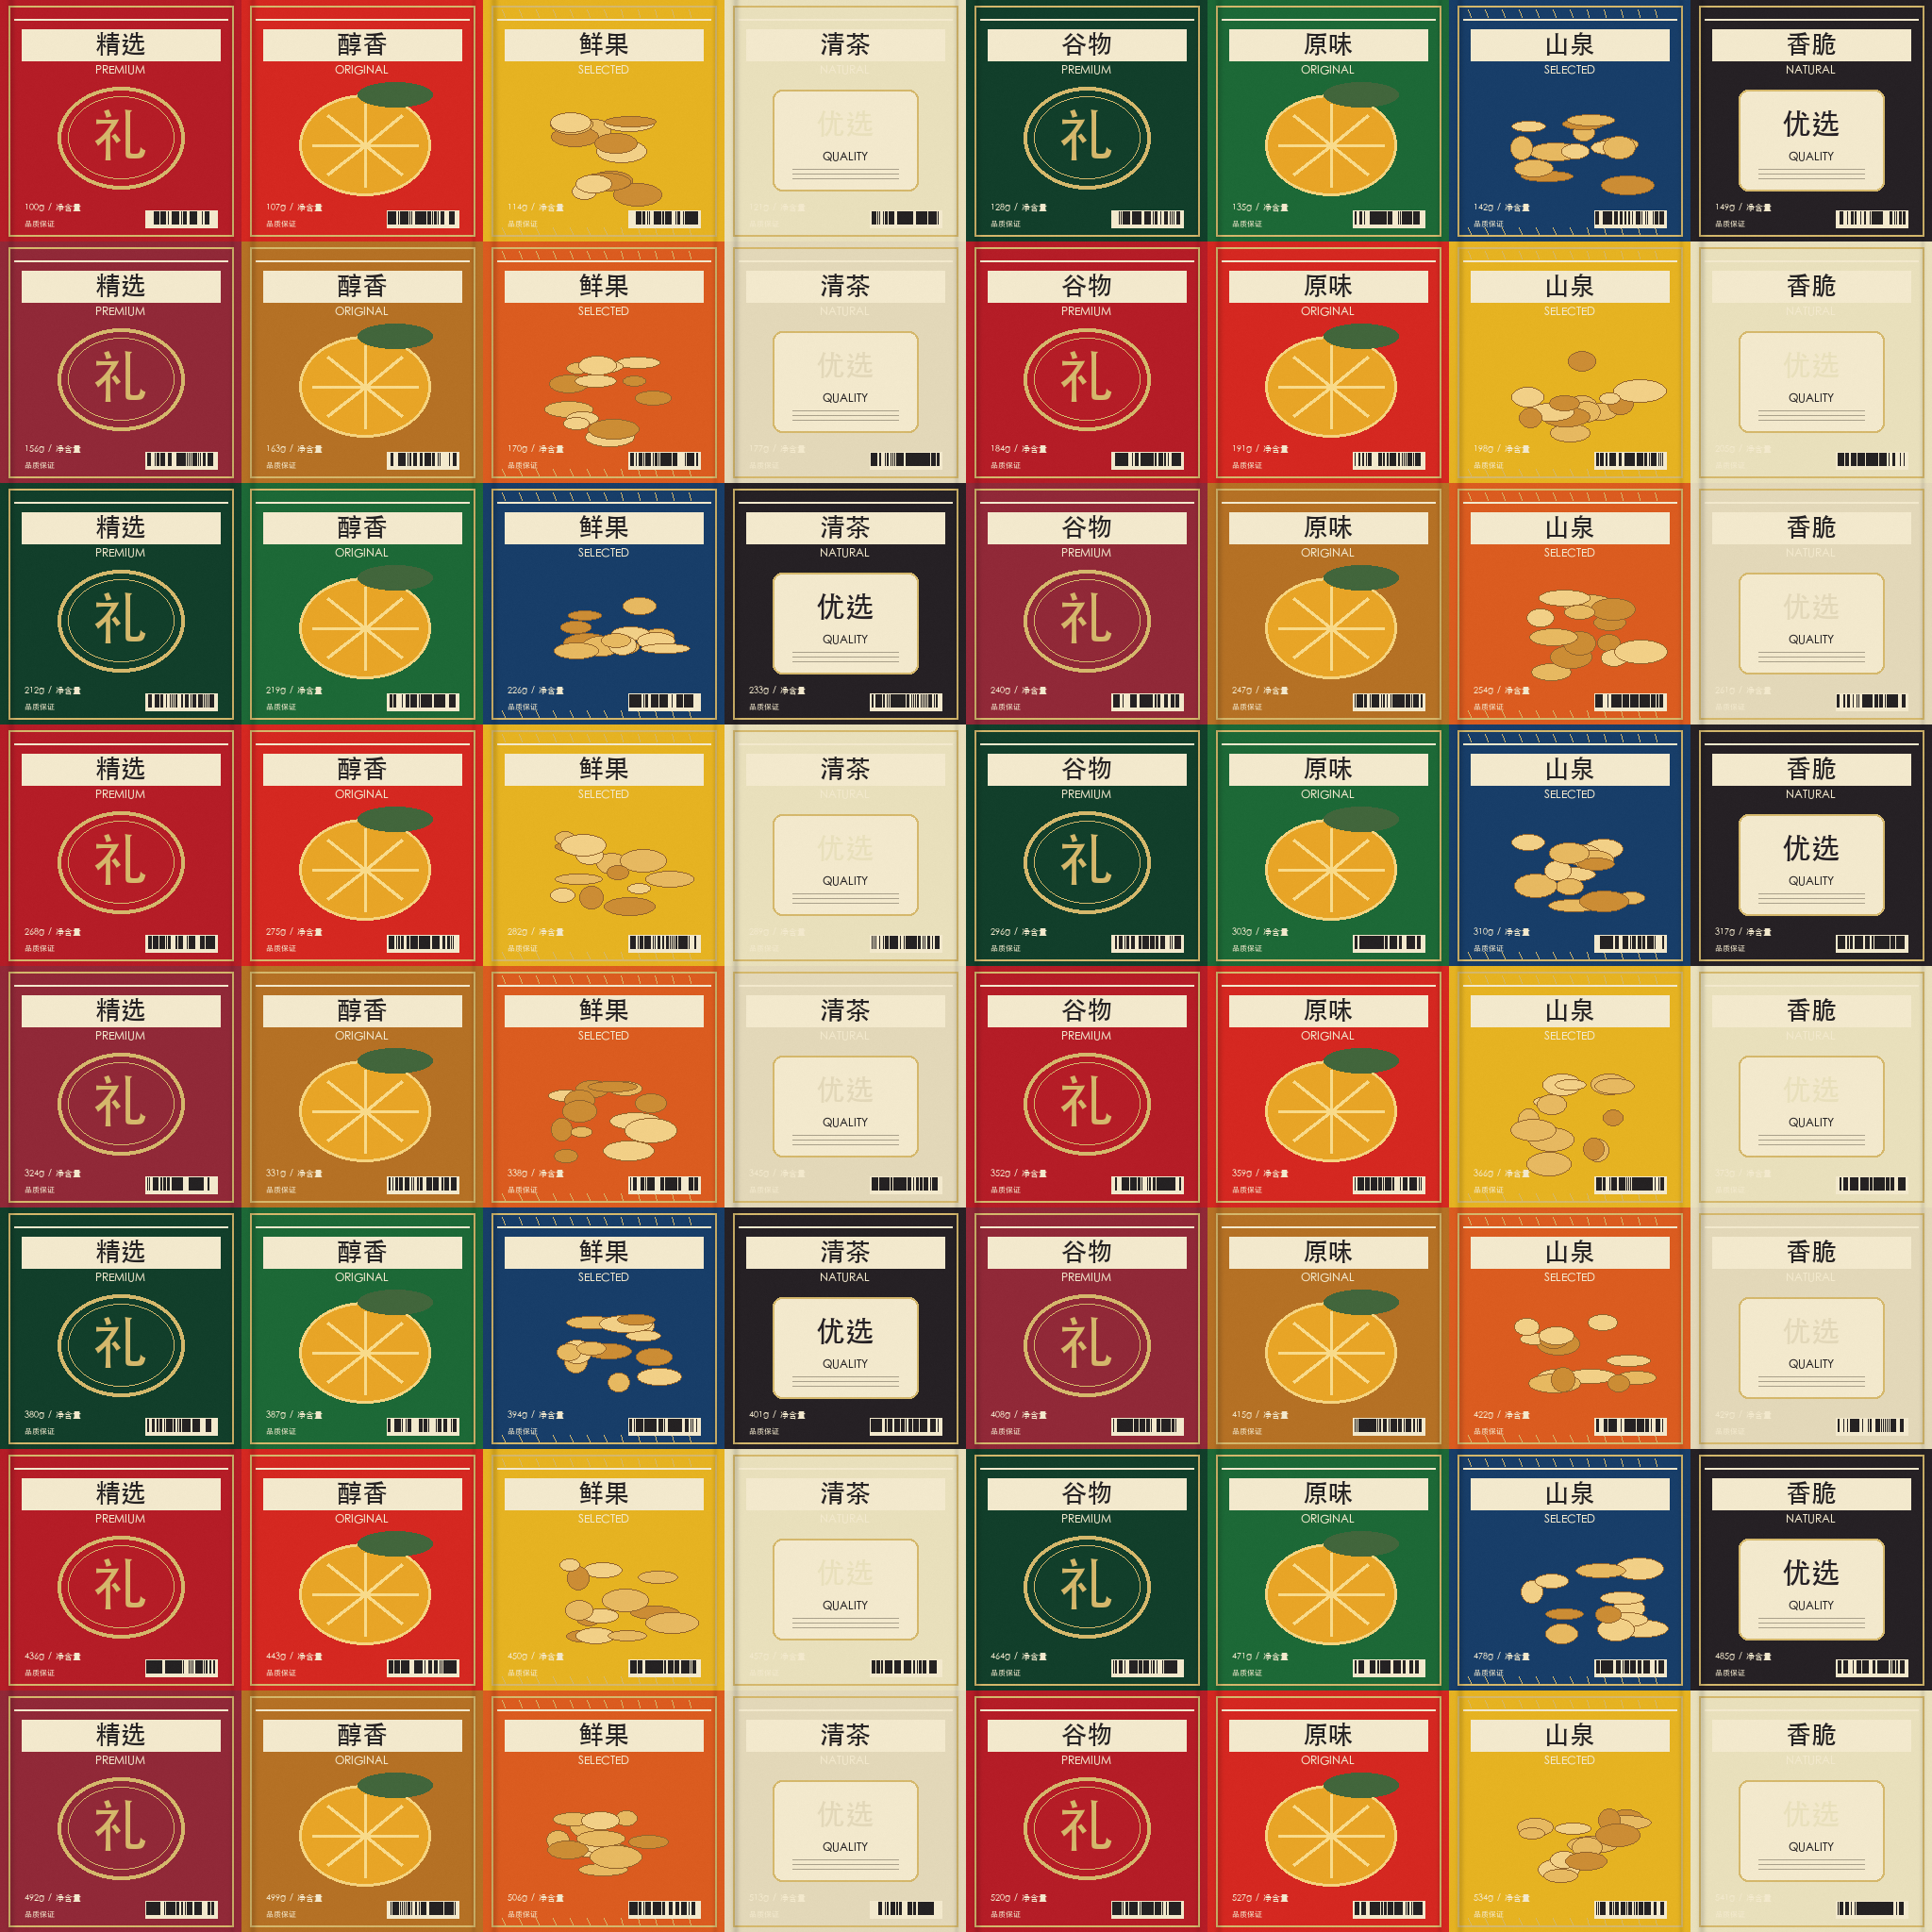 精选
PREMIUM
礼
100g / 净含量
品质保证
醇香
ORIGINAL
107g / 净含量
品质保证
鲜果
SELECTED
114g / 净含量
品质保证
清茶
NATURAL
优选
QUALITY
谷物
PREMIUM
礼
128g / 净含量
品质保证
原味
ORIGINAL
135g / 净含量
品质保证
山泉
SELECTED
142g / 净含量
品质保证
香脆
NATURAL
优选
QUALITY
149g / 净含量
品质保证
精选
PREMIUM
礼
156g / 净含量
品质保证
醇香
ORIGINAL
163g / 净含量
品质保证
鲜果
SELECTED
170g / 净含量
品质保证
清茶
NATURAL
优选
QUALITY
谷物
PREMIUM
礼
184g / 净含量
品质保证
原味
ORIGINAL
191g / 净含量
品质保证
山泉
SELECTED
198g / 净含量
品质保证
香脆
NATURAL
优选
QUALITY
精选
PREMIUM
礼
212g / 净含量
品质保证
醇香
ORIGINAL
219g / 净含量
品质保证
鲜果
SELECTED
226g / 净含量
品质保证
清茶
NATURAL
优选
QUALITY
233g / 净含量
品质保证
谷物
PREMIUM
礼
240g / 净含量
品质保证
原味
ORIGINAL
247g / 净含量
品质保证
山泉
SELECTED
254g / 净含量
品质保证
香脆
NATURAL
优选
QUALITY
精选
PREMIUM
礼
268g / 净含量
品质保证
醇香
ORIGINAL
275g / 净含量
品质保证
鲜果
SELECTED
282g / 净含量
品质保证
清茶
NATURAL
优选
QUALITY
谷物
PREMIUM
礼
296g / 净含量
品质保证
原味
ORIGINAL
303g / 净含量
品质保证
山泉
SELECTED
310g / 净含量
品质保证
香脆
NATURAL
优选
QUALITY
317g / 净含量
品质保证
精选
PREMIUM
礼
324g / 净含量
品质保证
醇香
ORIGINAL
331g / 净含量
品质保证
鲜果
SELECTED
338g / 净含量
品质保证
清茶
NATURAL
优选
QUALITY
谷物
PREMIUM
礼
352g / 净含量
品质保证
原味
ORIGINAL
359g / 净含量
品质保证
山泉
SELECTED
366g / 净含量
品质保证
香脆
NATURAL
优选
QUALITY
精选
PREMIUM
礼
380g / 净含量
品质保证
醇香
ORIGINAL
387g / 净含量
品质保证
鲜果
SELECTED
394g / 净含量
品质保证
清茶
NATURAL
优选
QUALITY
401g / 净含量
品质保证
谷物
PREMIUM
礼
408g / 净含量
品质保证
原味
ORIGINAL
415g / 净含量
品质保证
山泉
SELECTED
422g / 净含量
品质保证
香脆
NATURAL
优选
QUALITY
精选
PREMIUM
礼
436g / 净含量
品质保证
醇香
ORIGINAL
443g / 净含量
品质保证
鲜果
SELECTED
450g / 净含量
品质保证
清茶
NATURAL
优选
QUALITY
谷物
PREMIUM
礼
464g / 净含量
品质保证
原味
ORIGINAL
471g / 净含量
品质保证
山泉
SELECTED
478g / 净含量
品质保证
香脆
NATURAL
优选
QUALITY
485g / 净含量
品质保证
精选
PREMIUM
礼
492g / 净含量
品质保证
醇香
ORIGINAL
499g / 净含量
品质保证
鲜果
SELECTED
506g / 净含量
品质保证
清茶
NATURAL
优选
QUALITY
谷物
PREMIUM
礼
520g / 净含量
品质保证
原味
ORIGINAL
527g / 净含量
品质保证
山泉
SELECTED
534g / 净含量
品质保证
香脆
NATURAL
优选
QUALITY